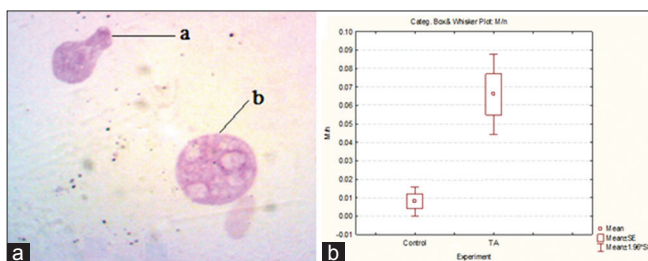 a
b
a
Categ. Box& Whisker Plot: M/n
0.10
0.09
0.08
0.07
0.06
0.05
0.04
0.03
0.02
0.01
0.00
-0.01
M/n
Control
TA
Experiment
Mean
Mean±SE
Mean±1.96*S
b